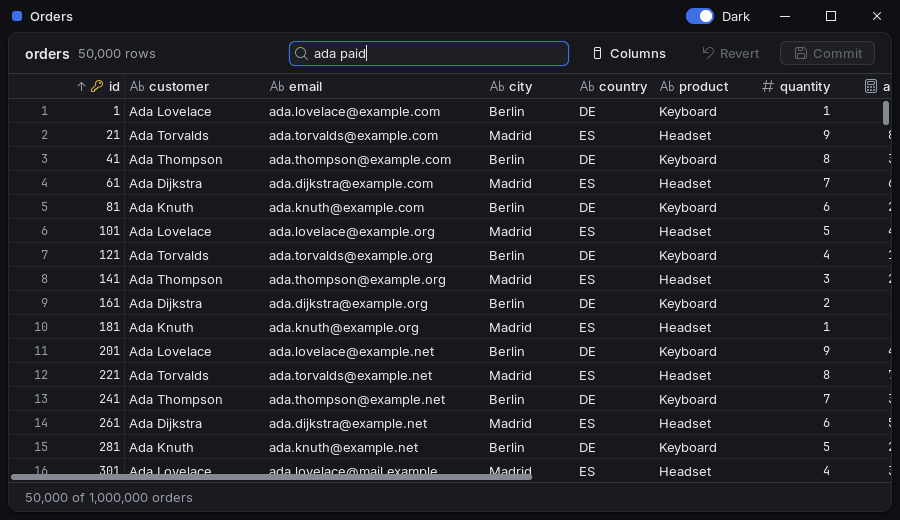 Orders
Dark
orders 50,000 rows
ada paid
Columns
Revert
Commit
↑ id Ab customer Ab email Ab city Ab country Ab product # quantity a
1 1 Ada Lovelace ada.lovelace@example.com Berlin DE Keyboard 1
2 21 Ada Torvalds ada.torvalds@example.com Madrid ES Headset 9
3 41 Ada Thompson ada.thompson@example.com Berlin DE Keyboard 8
4 61 Ada Dijkstra ada.dijkstra@example.com Madrid ES Headset 7
5 81 Ada Knuth ada.knuth@example.com Berlin DE Keyboard 6
6 101 Ada Lovelace ada.lovelace@example.org Madrid ES Headset 5
7 121 Ada Torvalds ada.torvalds@example.org Berlin DE Keyboard 4
8 141 Ada Thompson ada.thompson@example.org Madrid ES Headset 3
9 161 Ada Dijkstra ada.dijkstra@example.org Berlin DE Keyboard 2
10 181 Ada Knuth ada.knuth@example.org Madrid ES Headset 1
11 201 Ada Lovelace ada.lovelace@example.net Berlin DE Keyboard 9
12 221 Ada Torvalds ada.torvalds@example.net Madrid ES Headset 8
13 241 Ada Thompson ada.thompson@example.net Berlin DE Keyboard 7
14 261 Ada Dijkstra ada.dijkstra@example.net Madrid ES Headset 6
15 281 Ada Knuth ada.knuth@example.net Berlin DE Keyboard 5
16 301 Ada Lovelace ada.lovelace@mail.example Madrid ES Headset 4
50,000 of 1,000,000 orders